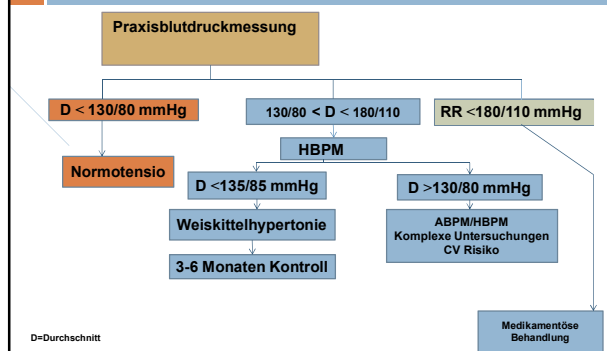 Praxisblutdruckmessung
D < 130/80 mmHg
130/80 < D < 180/110
RR <180/110 mmHg
HBPM
Normotensio
D <135/85 mmHg
D >130/80 mmHg
Weiskittelhypertonie
ABPM/HBPM
Komplexe Untersuchungen
CV Risiko
3-6 Monaten Kontroll
Medikamentöse
Behandlung
D=Durchschnitt